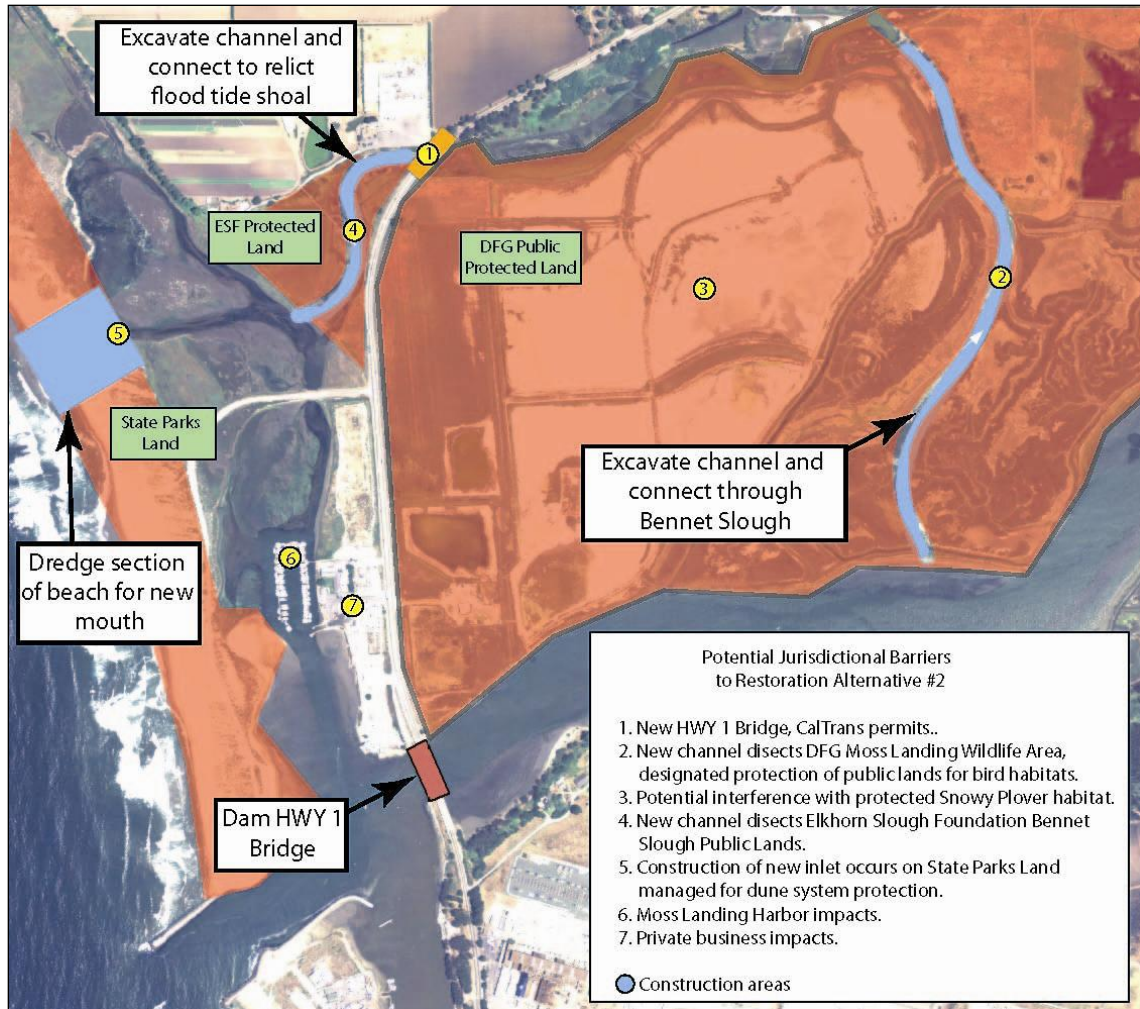 Excavate channel and
connect to relict
flood tide shoal
1
4
ESF Protected
Land
DFG Public
Protected Land
3
2
5
State Parks
Land
Excavate channel and
connect through
Bennet Slough
Dredge section
of beach for new
mouth
6
7
Dam HWY 1
Bridge
Potential Jurisdictional Barriers
to Restoration Alternative #2
1. New HWY 1 Bridge, CalTrans permits..
2. New channel disects DFG Moss Landing Wildlife Area,
designated protection of public lands for bird habitats.
3. Potential interference with protected Snowy Plover habitat.
4. New channel disects Elkhorn Slough Foundation Bennet
Slough Public Lands.
5. Construction of new inlet occurs on State Parks Land
managed for dune system protection.
6. Moss Landing Harbor impacts.
7. Private business impacts.
Construction areas